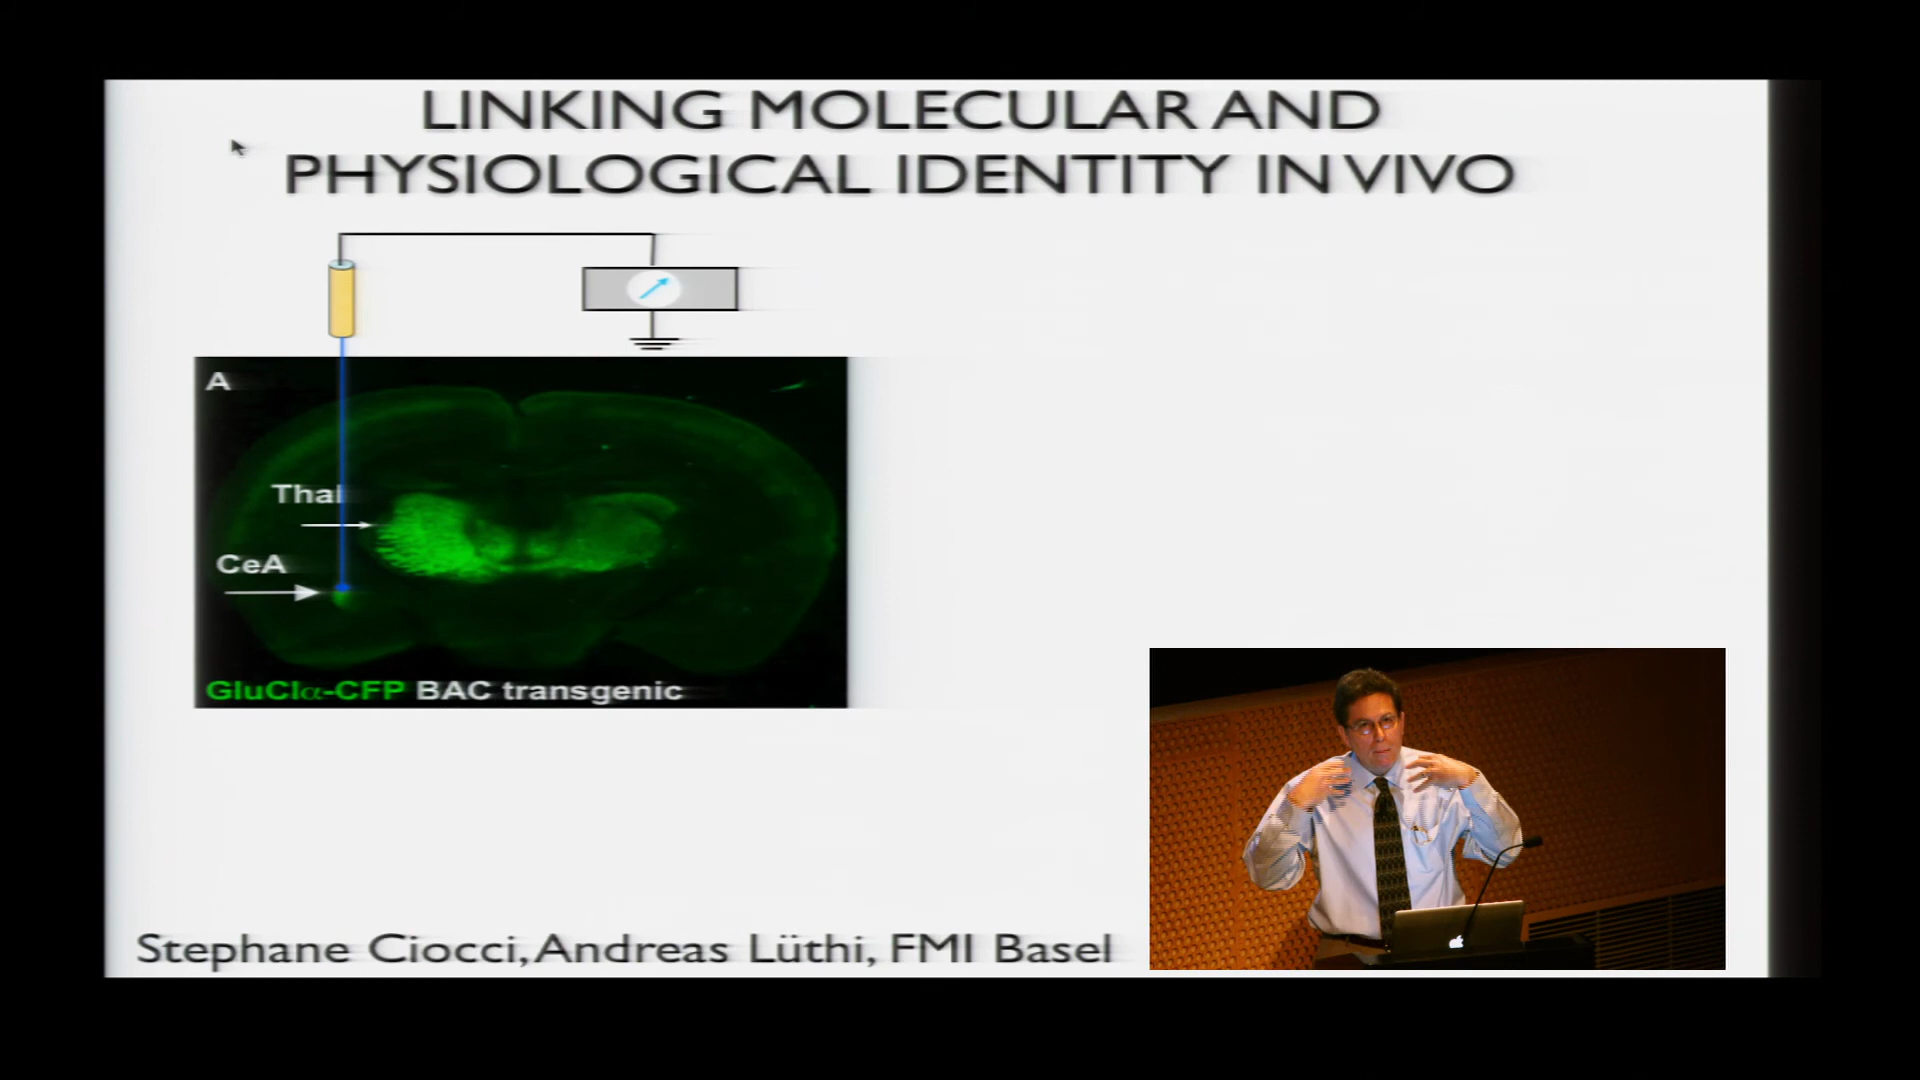 LINKING MOLECULAR AND
PHYSIOLOGICAL IDENTITY IN VIVO
A
Thal
CeA
GluClα-CFP BAC transgenic
Stephane Ciocci, Andreas Lüthi, FMI Basel